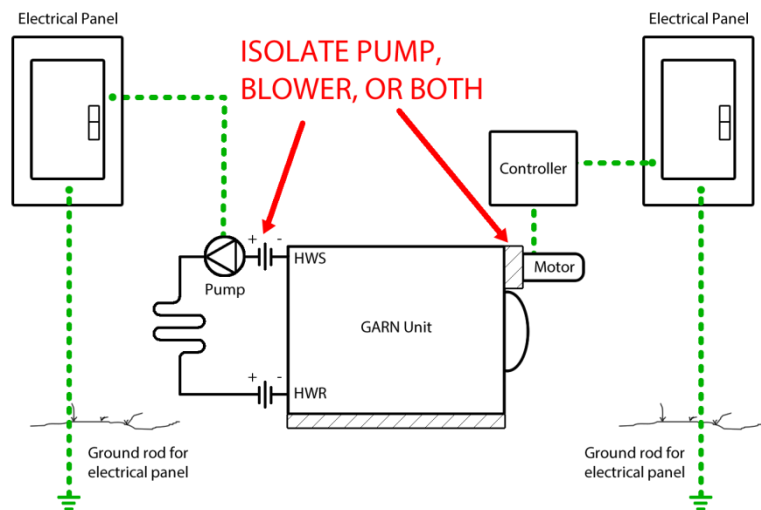 Electrical Panel
Electrical Panel
ISOLATE PUMP,
BLOWER, OR BOTH
Controller
+ -
HWS
Motor
Pump
GARN Unit
+ -
HWR
Ground rod for
electrical panel
Ground rod for
electrical panel